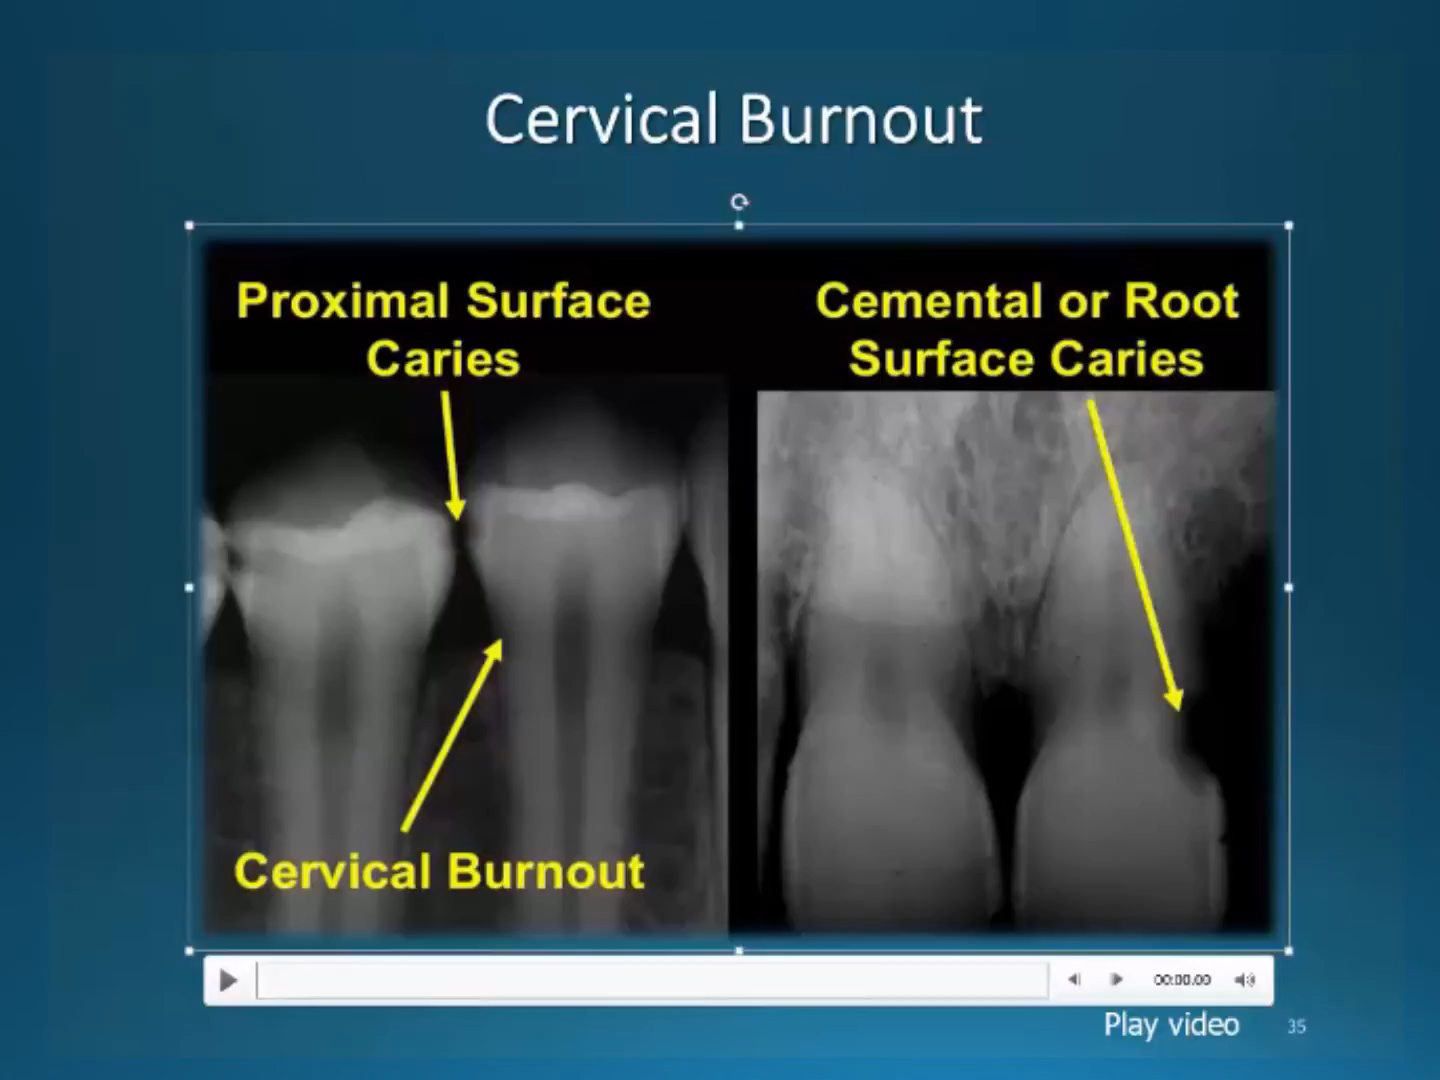 Cervical Burnout
Proximal Surface
Caries
Cemental or Root
Surface Caries
Cervical Burnout
00:00.00
Play video
35